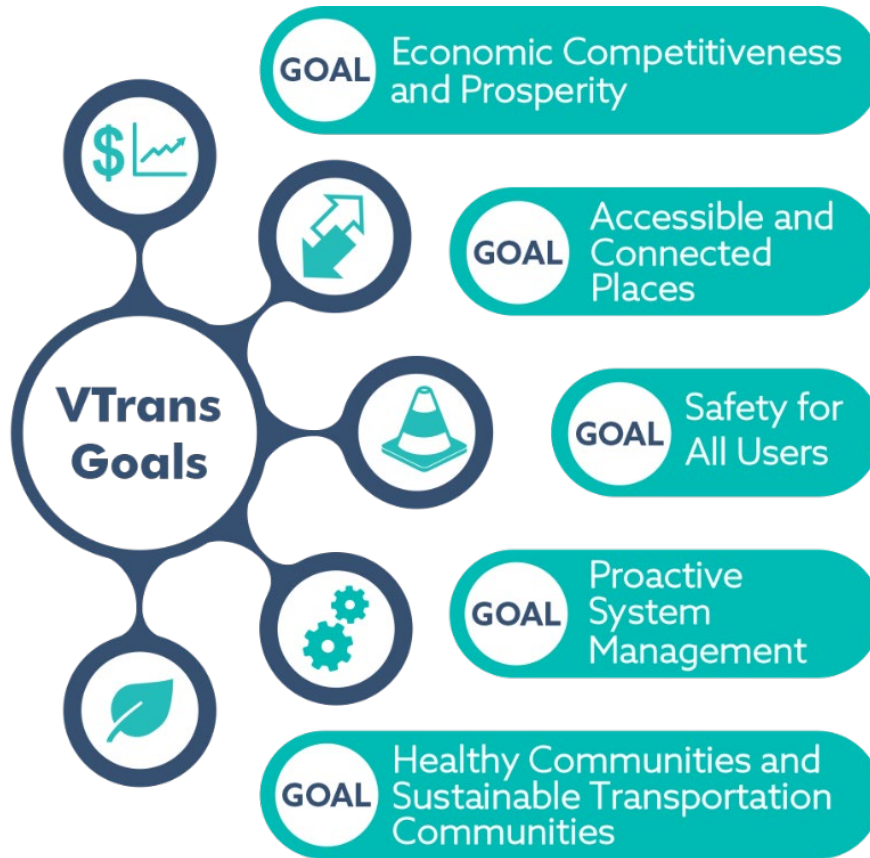 GOAL
Economic Competitiveness
and Prosperity
$
GOAL
Accessible and
Connected
Places
VTrans
Goals
GOAL
Safety for
All Users
GOAL
Proactive
System
Management
GOAL
Healthy Communities and
Sustainable Transportation
Communities